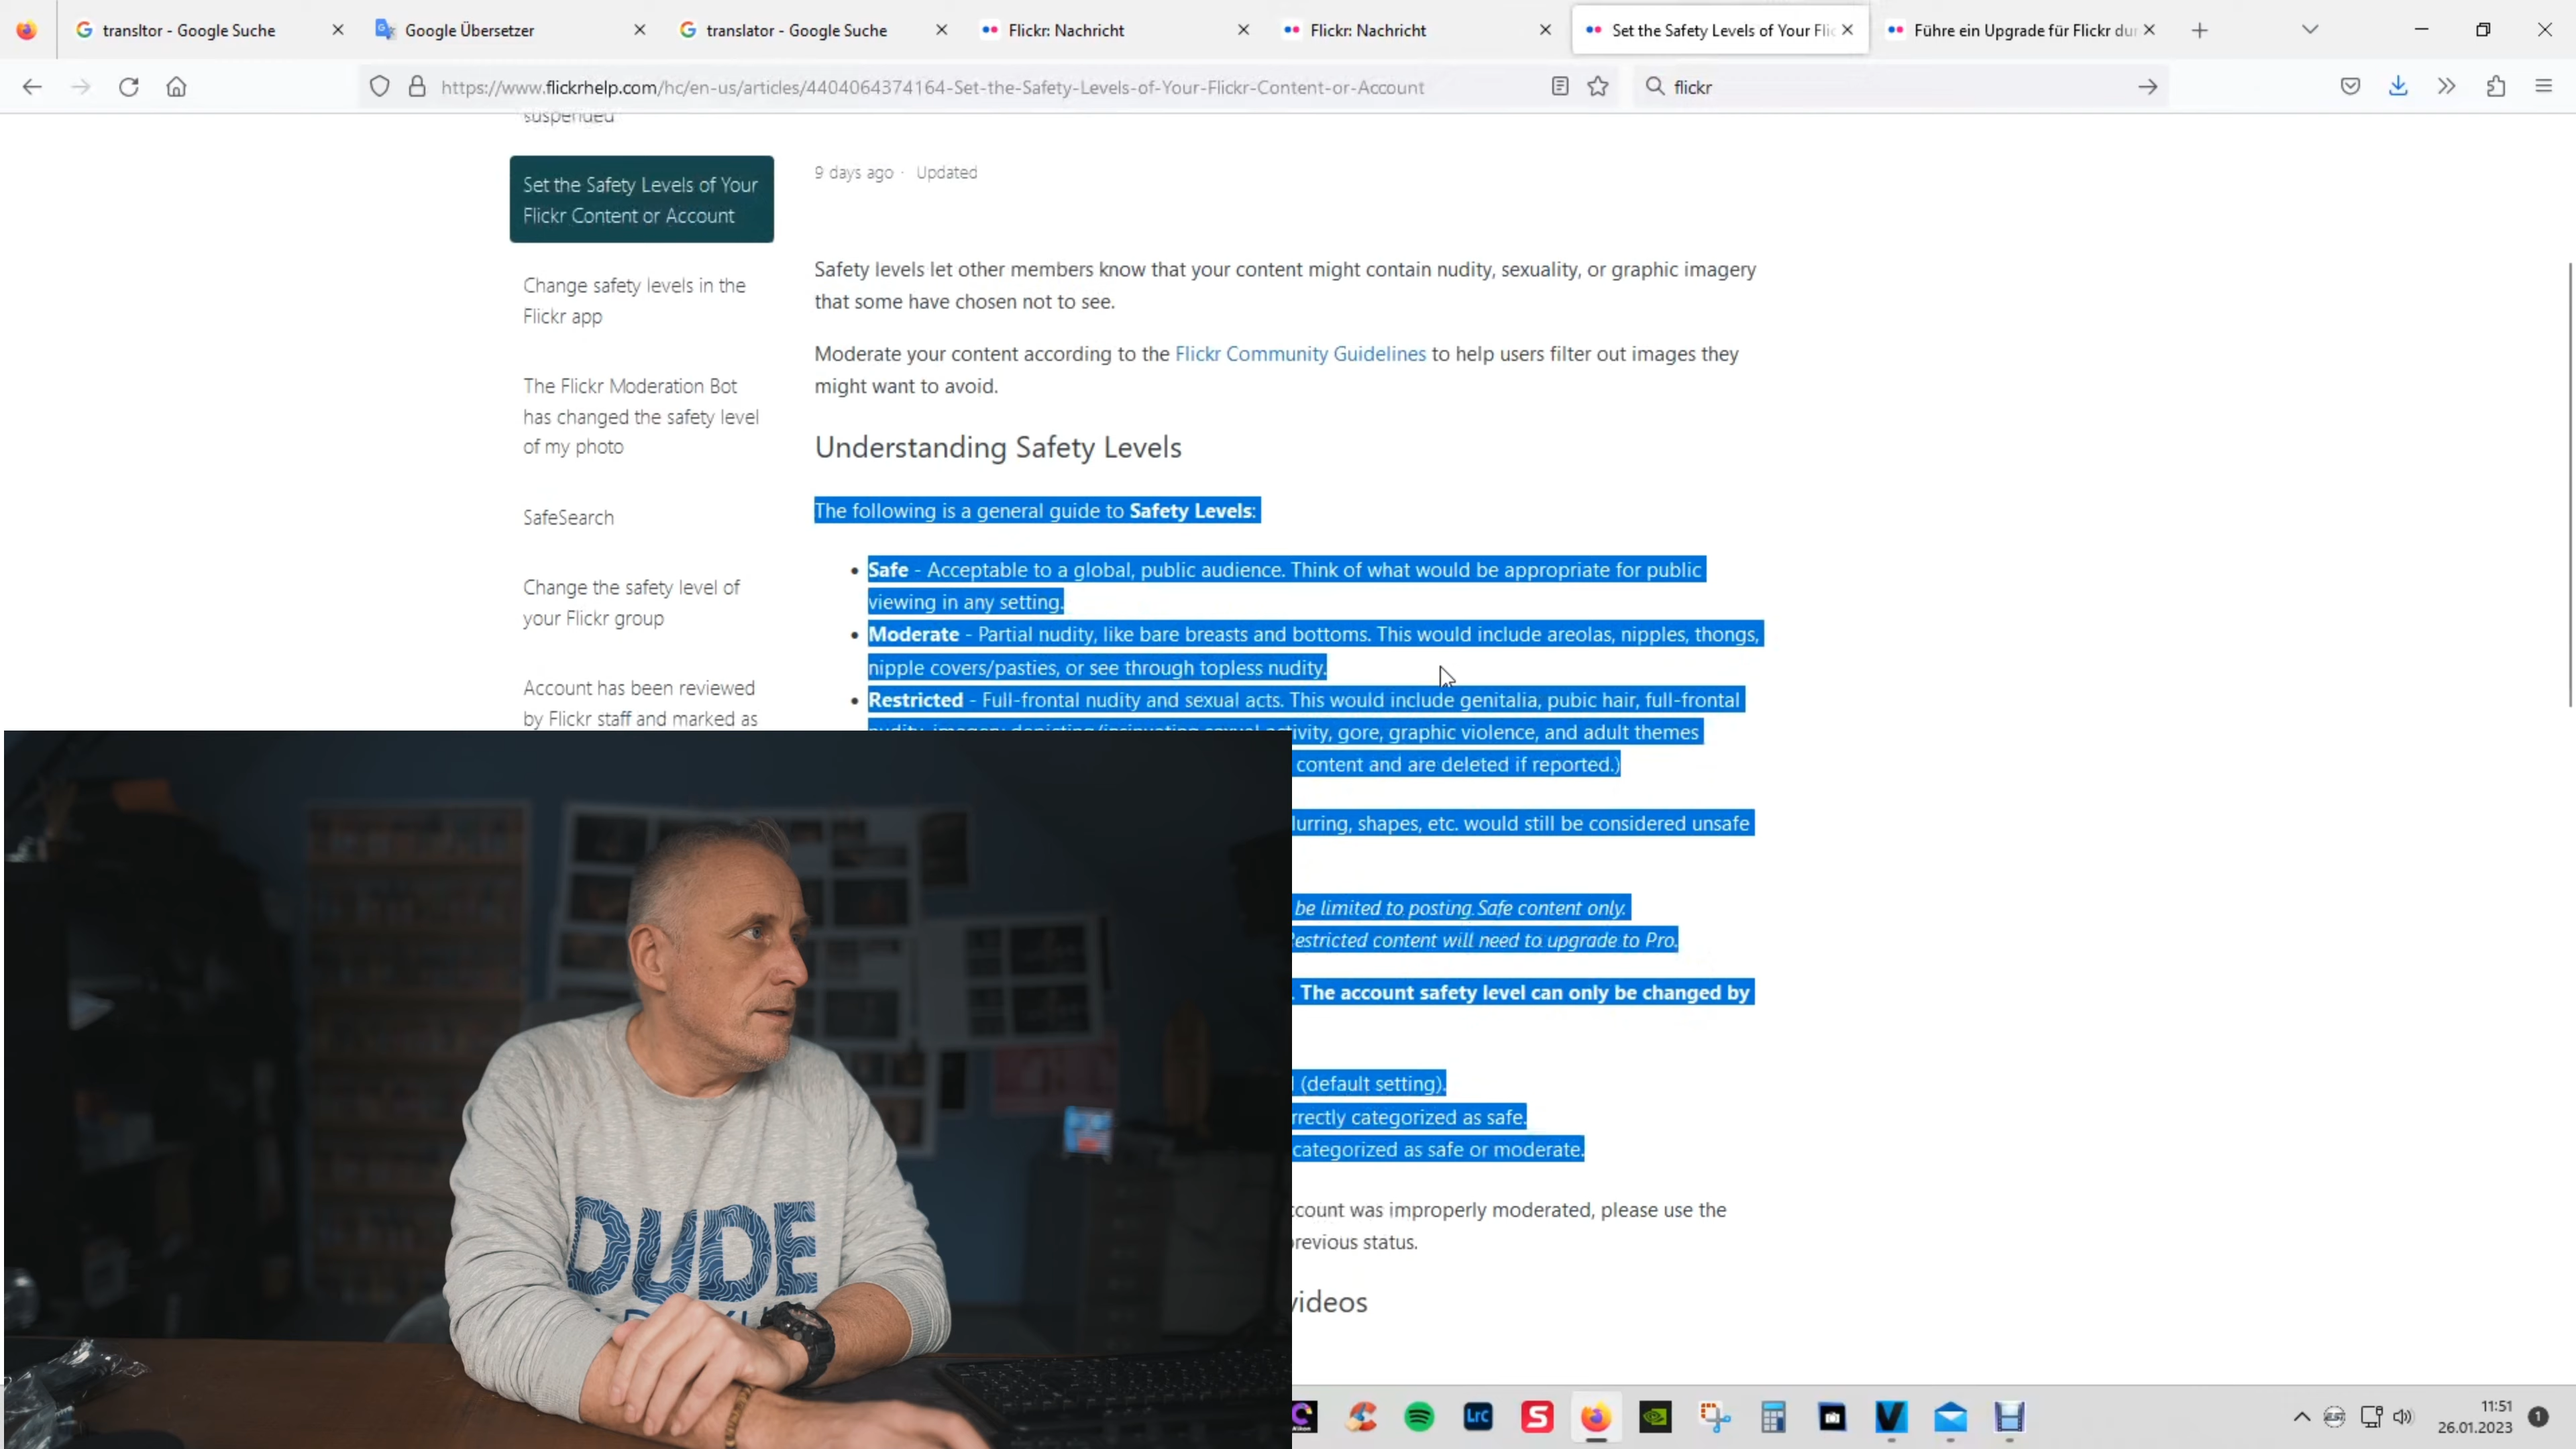 transltor - Google Suche
Google Übersetzer
translator - Google Suche
Flickr: Nachricht
Flickr: Nachricht
Set the Safety Levels of Your Flic
Führe ein Upgrade für Flickr dur
https://www.flickrhelp.com/hc/en-us/articles/4404064374164-Set-the-Safety-Levels-of-Your-Flickr-Content-or-Account
flickr
suspended
Set the Safety Levels of Your
Flickr Content or Account
Change safety levels in the
Flickr app
The Flickr Moderation Bot
has changed the safety level
of my photo
SafeSearch
Change the safety level of
your Flickr group
Account has been reviewed
by Flickr staff and marked as
9 days ago · Updated
Safety levels let other members know that your content might contain nudity, sexuality, or graphic imagery
that some have chosen not to see.
Moderate your content according to the Flickr Community Guidelines to help users filter out images they
might want to avoid.
Understanding Safety Levels
The following is a general guide to Safety Levels:
• Safe - Acceptable to a global, public audience. Think of what would be appropriate for public
viewing in any setting.
• Moderate - Partial nudity, like bare breasts and bottoms. This would include areolas, nipples, thongs,
nipple covers/pasties, or see through topless nudity.
• Restricted - Full-frontal nudity and sexual acts. This would include genitalia, pubic hair, full-frontal
nudity, imagery depicting/insinuating sexual activity, gore, graphic violence, and adult themes
content and are deleted if reported.)
lurring, shapes, etc. would still be considered unsafe
be limited to posting Safe content only.
Restricted content will need to upgrade to Pro.
. The account safety level can only be changed by
(default setting).
rrectly categorized as safe.
categorized as safe or moderate.
count was improperly moderated, please use the
previous status.
videos
DUDE
LrC
S
11:51
26.01.2023
1